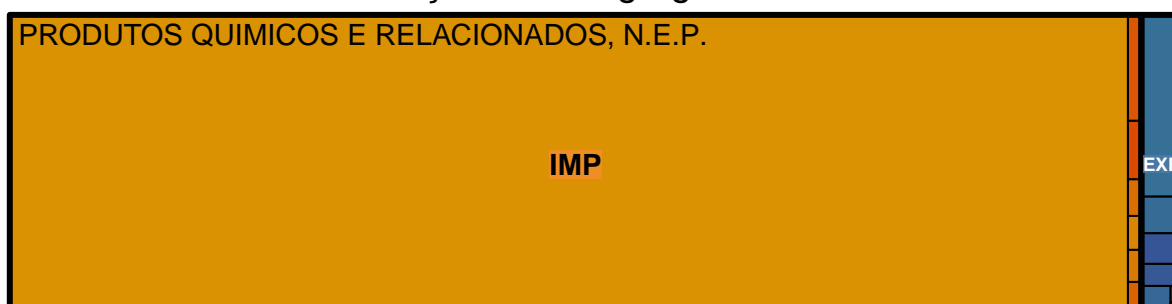 PRODUTOS QUIMICOS E RELACIONADOS, N.E.P.
IMP